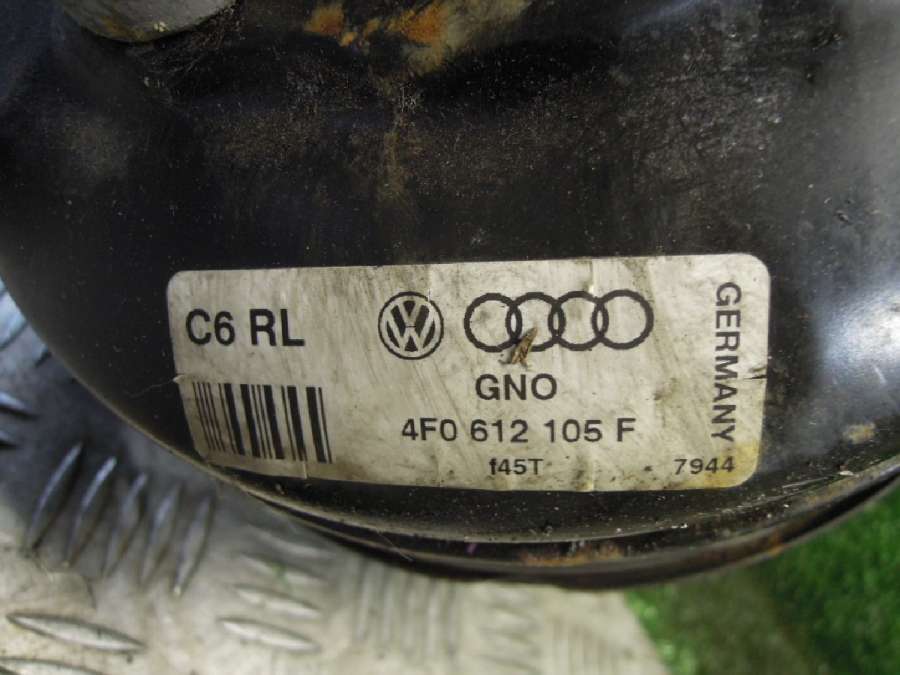 C6 RL
GNO
4F0 612 105 F
f45T
7944
GERMANY